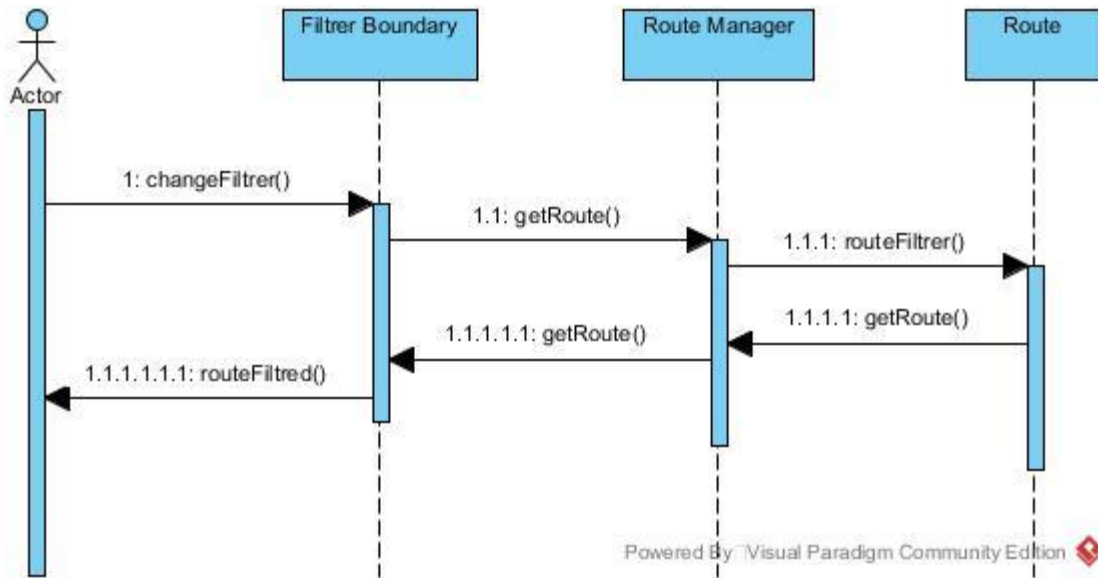 Filtrer Boundary
Route Manager
Route
Actor
1: changeFiltrer()
1.1: getRoute()
1.1.1: routeFiltrer()
1.1.1.1: getRoute()
1.1.1.1.1: getRoute()
1.1.1.1.1.1: routeFiltred()
Powered By Visual Paradigm Community Edition